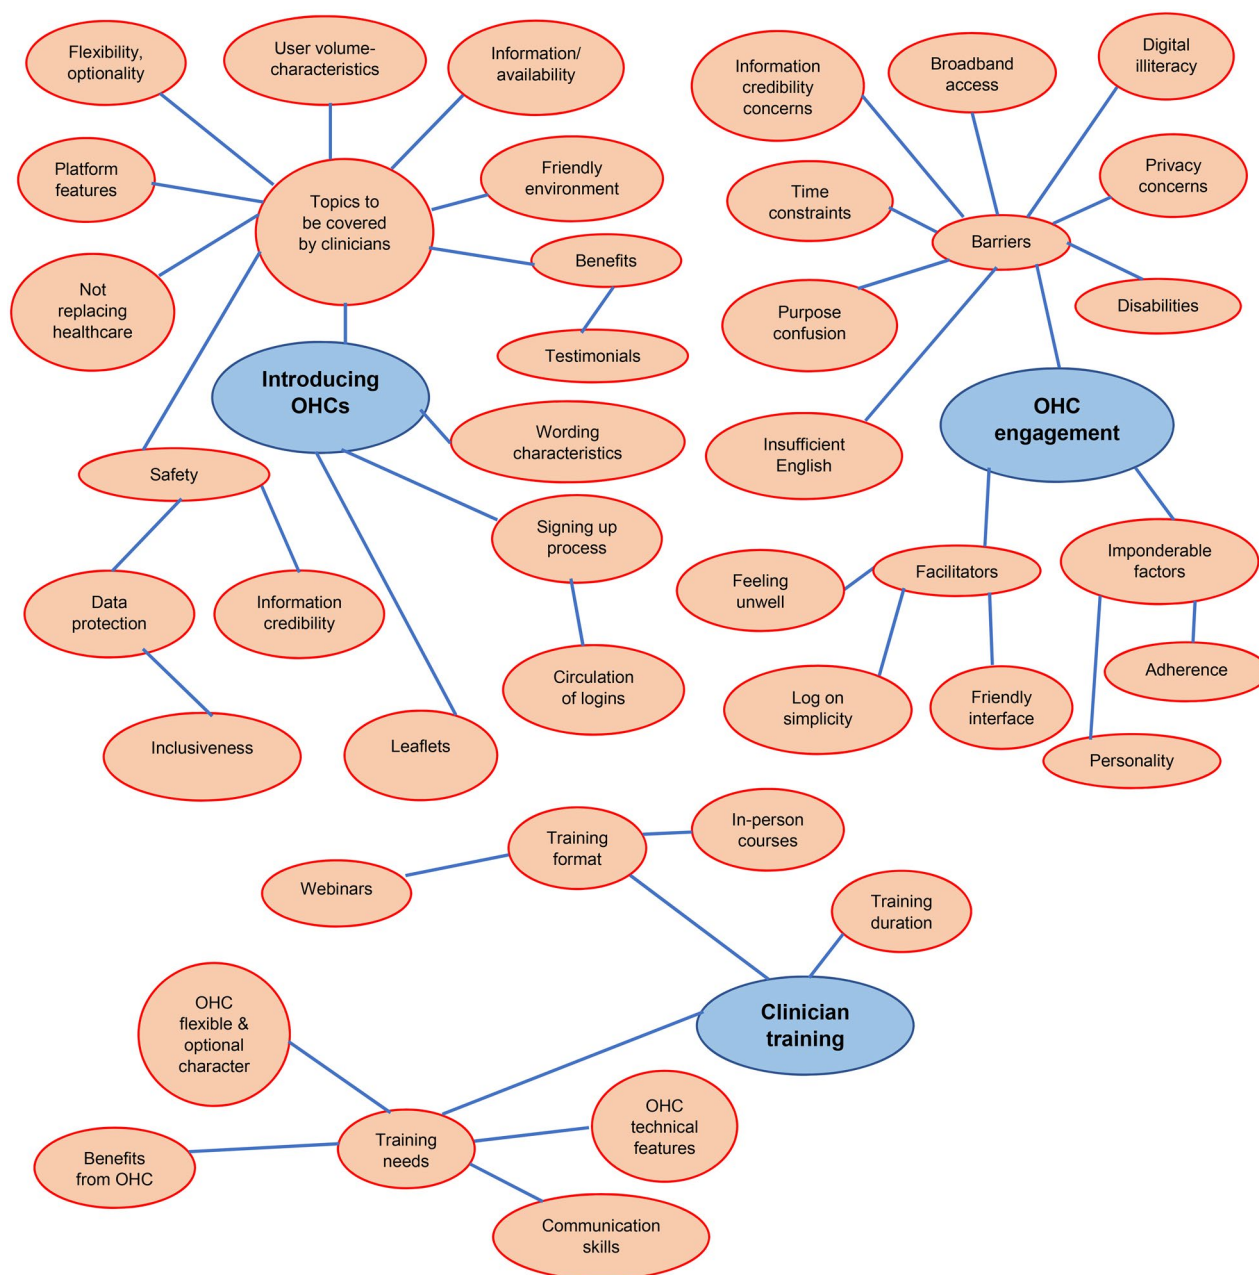 Flexibility,
optionality
User volume-
characteristics
Information/
availability
Platform
features
Topics to
be covered
by clinicians
Friendly
environment
Not
replacing
healthcare
Benefits
Testimonials
Introducing
OHCs
Wording
characteristics
Safety
Signing up
process
Data
protection
Information
credibility
Circulation
of logins
Inclusiveness
Leaflets
Information
credibility
concerns
Broadband
access
Digital
illiteracy
Time
constraints
Privacy
concerns
Barriers
Purpose
confusion
Disabilities
Insufficient
English
OHC
engagement
Feeling
unwell
Facilitators
Imponderable
factors
Log on
simplicity
Friendly
interface
Adherence
Personality
Training
format
In-person
courses
Webinars
Training
duration
Clinician
training
OHC
flexible &
optional
character
Training
needs
OHC
technical
features
Benefits
from OHC
Communication
skills